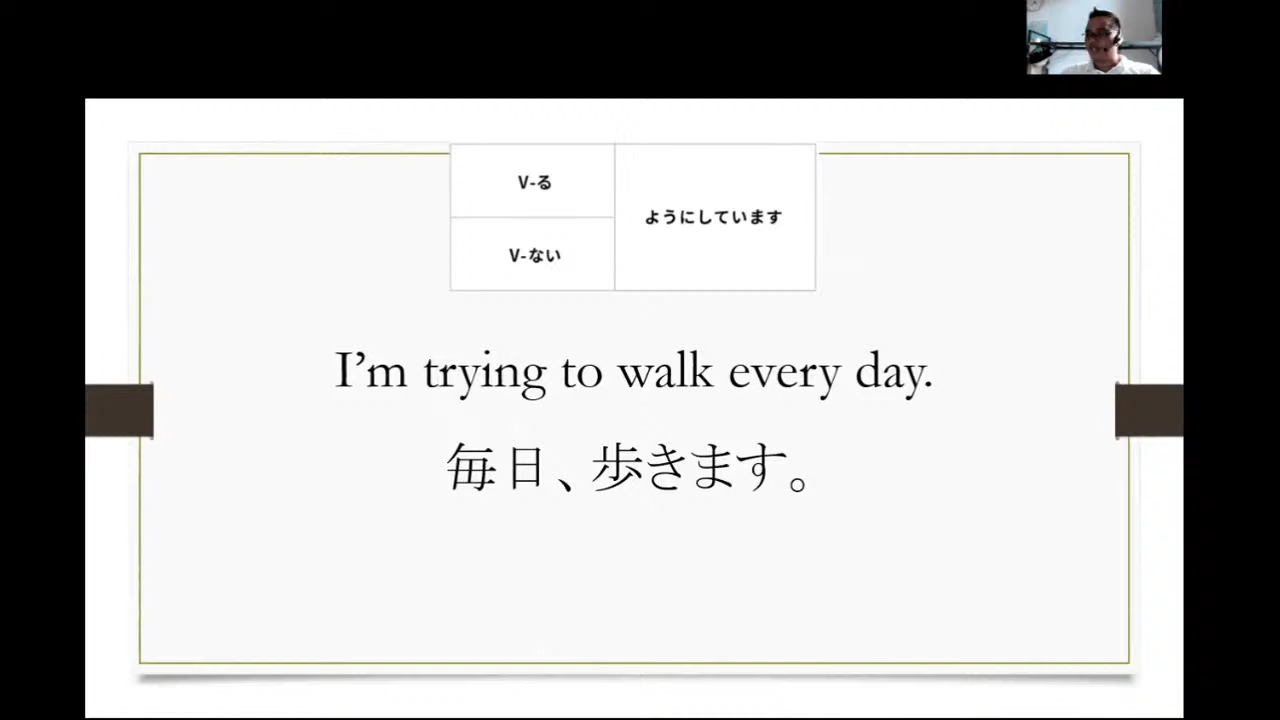 V-る
V-ない
ようにしています
I'm trying to walk every day.
毎日、歩きます。